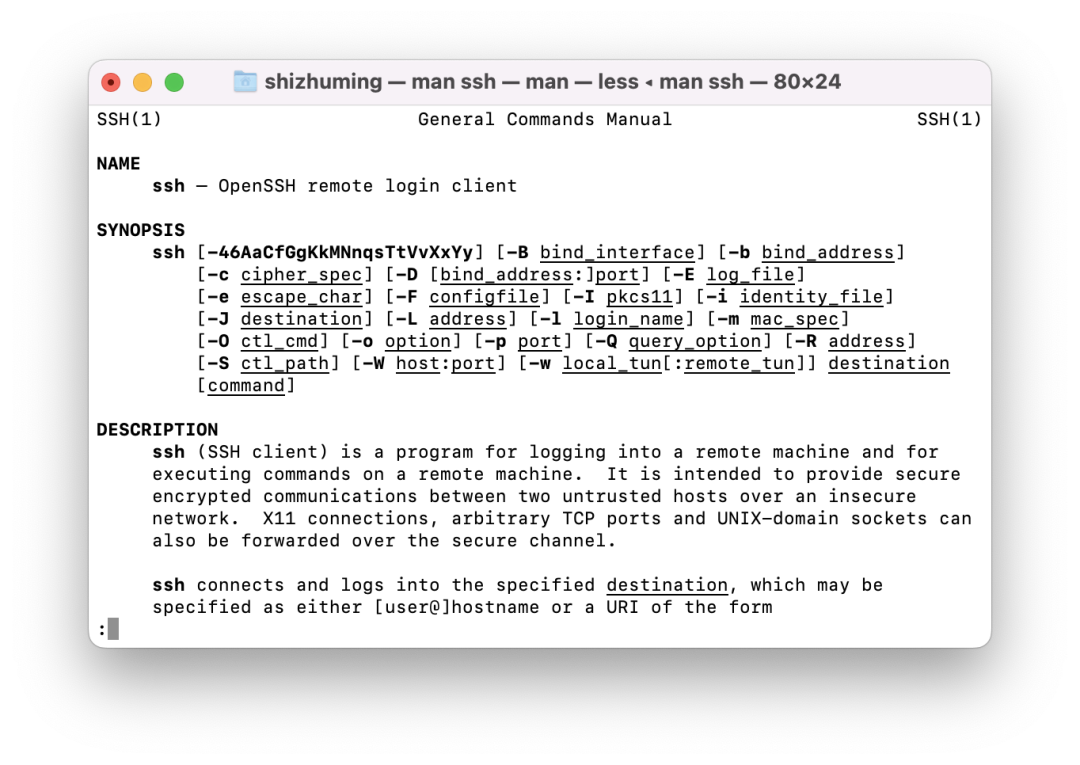 shizhuming — man ssh — man — less ◂ man ssh — 80×24
SSH(1) General Commands Manual SSH(1)
NAME
ssh – OpenSSH remote login client
SYNOPSIS
ssh [-46AaCfGgKkMNnqsTtVvXxYy] [-B bind_interface] [-b bind_address]
[-c cipher_spec] [-D [bind_address:]port] [-E log_file]
[-e escape_char] [-F configfile] [-I pkcs11] [-i identity_file]
[-J destination] [-L address] [-l login_name] [-m mac_spec]
[-O ctl_cmd] [-o option] [-p port] [-Q query_option] [-R address]
[-S ctl_path] [-W host:port] [-w local_tun[:remote_tun]] destination
[command]
DESCRIPTION
ssh (SSH client) is a program for logging into a remote machine and for
executing commands on a remote machine.  It is intended to provide secure
encrypted communications between two untrusted hosts over an insecure
network.  X11 connections, arbitrary TCP ports and UNIX-domain sockets can
also be forwarded over the secure channel.
ssh connects and logs into the specified destination, which may be
specified as either [user@]hostname or a URI of the form
: